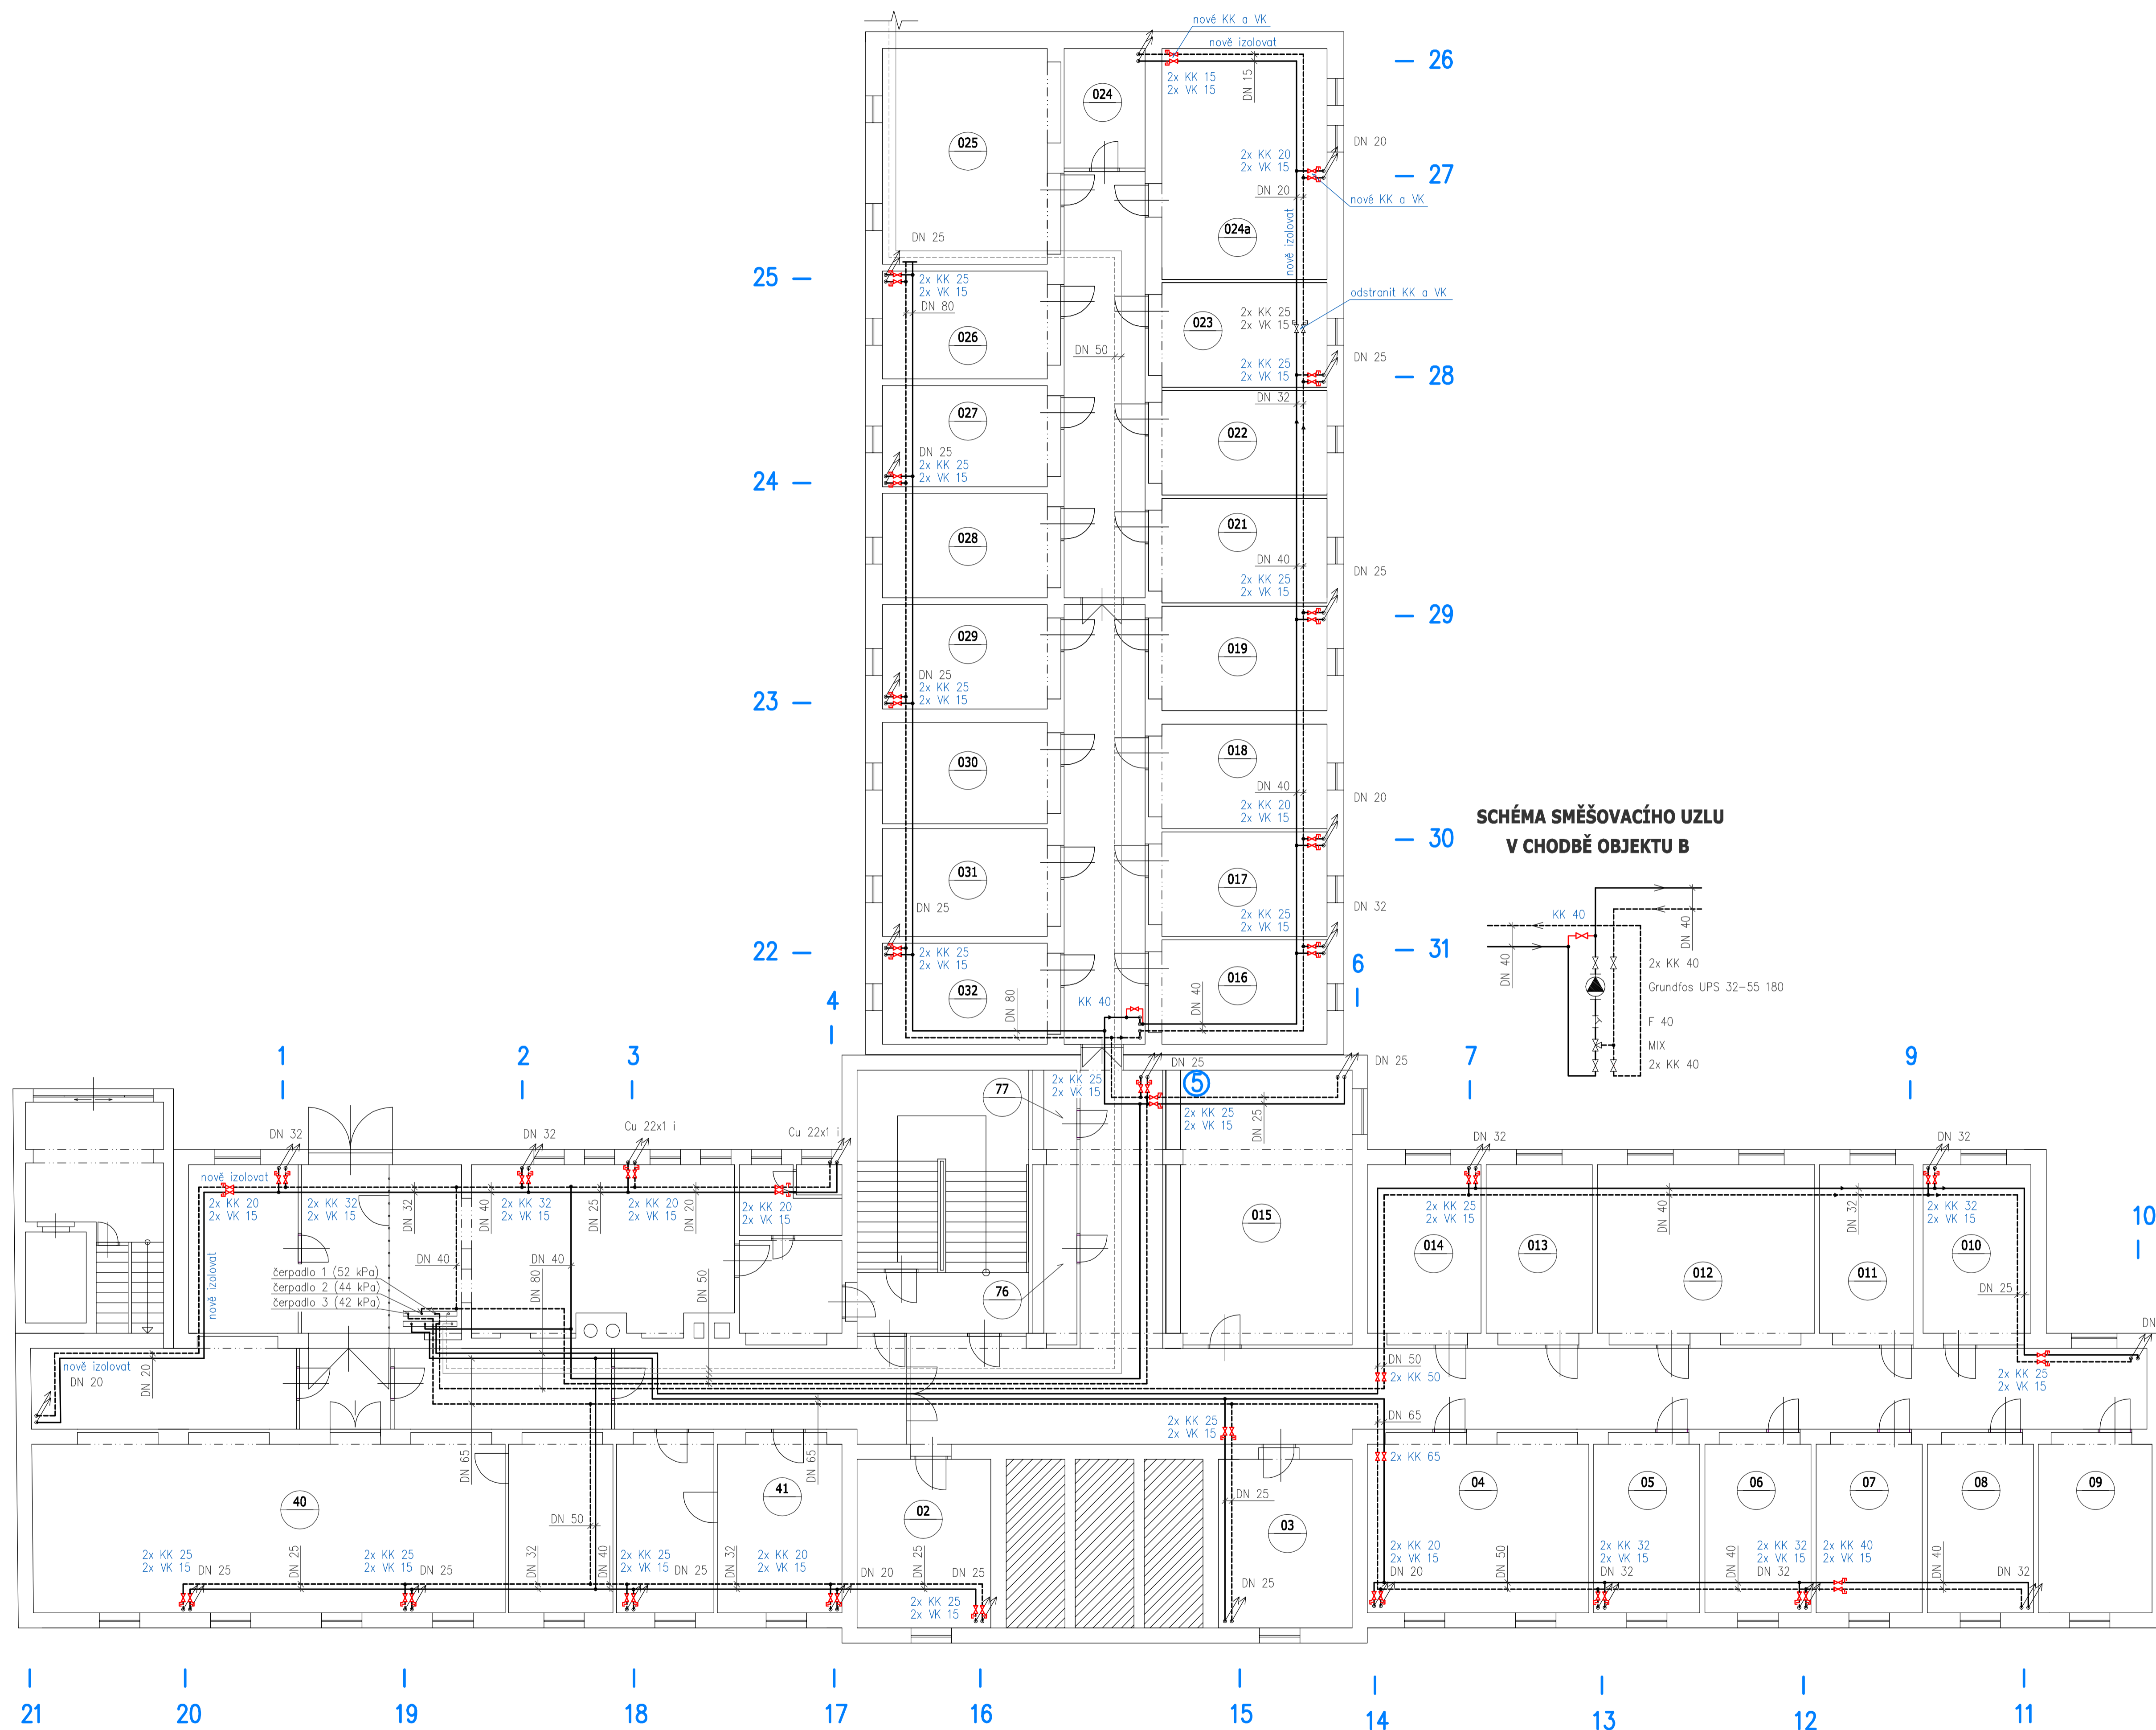 nové KK a VK
nově izolovat
26
2x KK 15
2x VK 15
DN 15
024
025
DN 20
2x KK 20
2x VK 15
27
DN 20
nové KK a VK
nově izolovat
024a
DN 25
25
2x KK 25
2x VK 15
DN 80
odstranit KK a VK
2x KK 25
2x VK 15
023
026
DN 50
DN 25
2x KK 25
2x VK 15
28
DN 32
027
022
DN 25
2x KK 25
2x VK 15
24
021
028
DN 40
DN 25
2x KK 25
2x VK 15
29
029
019
DN 25
2x KK 25
2x VK 15
23
018
030
DN 40
DN 20
2x KK 20
2x VK 15
30
SCHÉMA SMĚŠOVACÍHO UZLU
V CHODBĚ OBJEKTU B
031
017
DN 25
DN 32
2x KK 25
2x VK 15
31
22
2x KK 25
2x VK 15
6
KK 40
DN 40
DN 40
2x KK 40
Grundfos UPS 32-55 180
F 40
MIX
2x KK 40
032
016
DN 80
KK 40
DN 40
4
1
2
3
7
9
10
DN 25
DN 25
77
2x KK 25
2x VK 15
5
2x KK 25
2x VK 15
DN 25
DN 32
DN 32
Cu 22x1 i
Cu 22x1 i
DN 32
DN 32
nově izolovat
2x KK 20
2x VK 15
2x KK 32
2x VK 15
DN 32
DN 40
2x KK 32
2x VK 15
DN 25
2x KK 20
2x VK 15
DN 20
2x KK 20
2x VK 15
015
2x KK 25
2x VK 15
DN 40
DN 32
2x KK 32
2x VK 15
014
013
012
011
010
nově izolovat
DN 40
DN 80
DN 40
DN 50
čerpadlo 1 (52 kPa)
čerpadlo 2 (44 kPa)
čerpadlo 3 (42 kPa)
76
DN 25
DN
nově izolovat
DN 20
DN 20
DN 50
2x KK 50
2x KK 25
2x VK 15
DN 65
2x KK 25
2x VK 15
DN 65
DN 65
2x KK 65
40
41
02
DN 25
03
04
05
06
07
08
09
DN 50
2x KK 25
2x VK 15
DN 25
DN 25
2x KK 25
2x VK 15
DN 25
DN 32
DN 40
2x KK 25
2x VK 15
DN 25
DN 32
2x KK 20
2x VK 15
DN 20
DN 25
DN 25
2x KK 25
2x VK 15
DN 25
2x KK 20
2x VK 15
DN 20
DN 50
2x KK 32
2x VK 15
DN 32
DN 40
2x KK 32
2x VK 15
DN 32
2x KK 40
2x VK 15
DN 40
DN 32
21
20
19
18
17
16
15
14
13
12
11